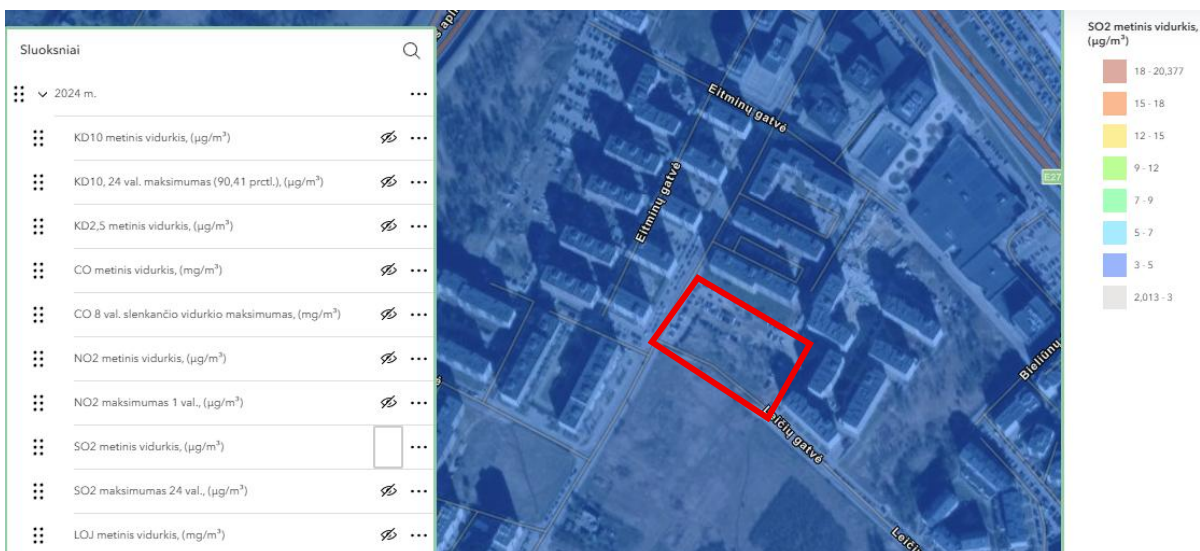 Sluoksniai
2024 m.
KD10 metinis vidurkis, (µg/m³)
KD10, 24 val. maksimumas (90,41 prctl.), (µg/m³)
KD2,5 metinis vidurkis, (µg/m³)
CO metinis vidurkis, (mg/m³)
CO 8 val. slenkančio vidurkio maksimumas, (mg/m³)
NO2 metinis vidurkis, (µg/m³)
NO2 maksimumas 1 val., (µg/m³)
SO2 metinis vidurkis, (µg/m³)
SO2 maksimumas 24 val., (µg/m³)
LOJ metinis vidurkis, (mg/m³)
Eitminų gatvė
Eitminų gatvė
E27
Bieliūnų
Leičių gatvė
Leičių
SO2 metinis vidurkis,
(µg/m³)
18 - 20,377
15 - 18
12 - 15
9 - 12
7 - 9
5 - 7
3 - 5
2,013 - 3